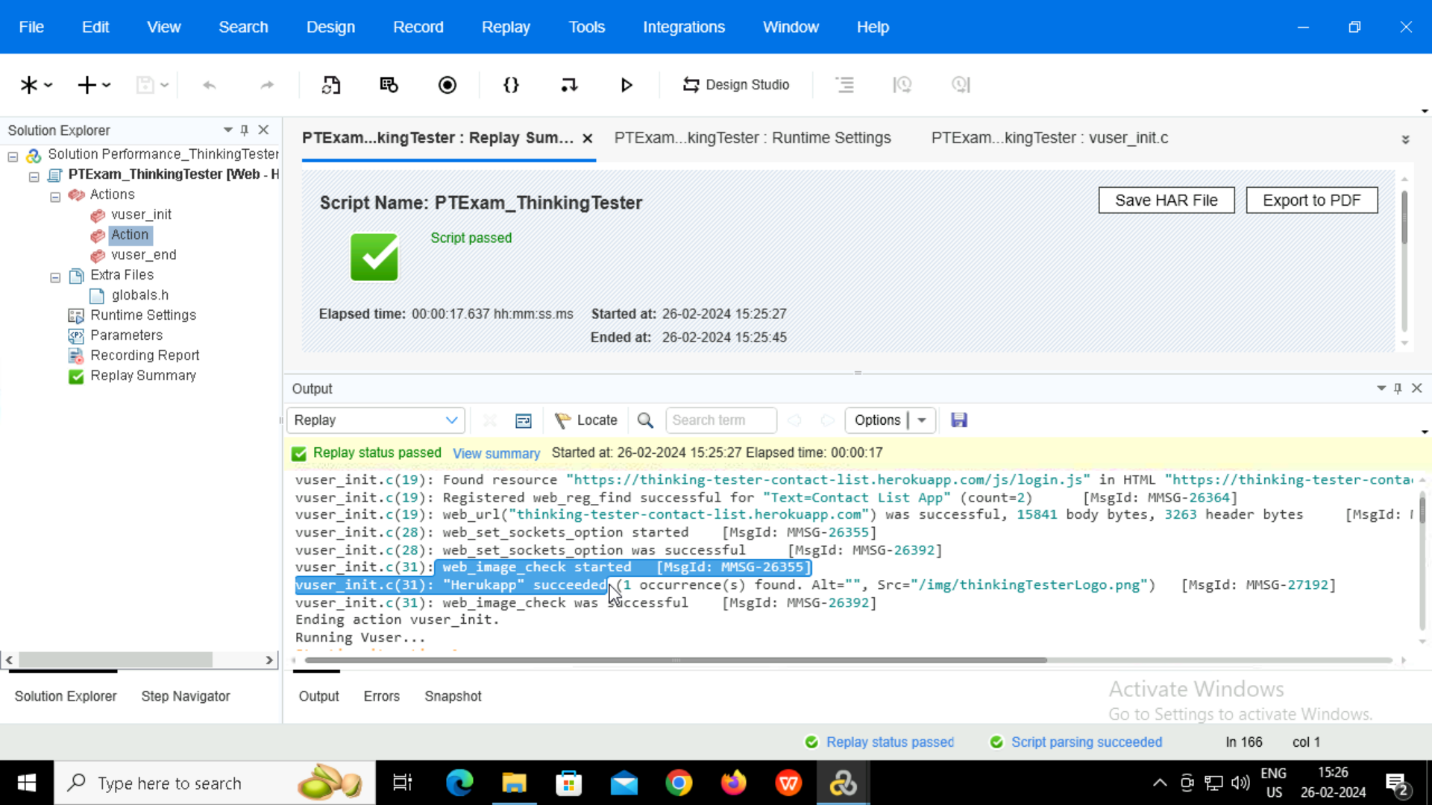 File Edit View Search Design Record Replay Tools Integrations Window Help
Design Studio
Solution Explorer
Solution Performance_ThinkingTester
PTExam_ThinkingTester [Web - H
Actions
vuser_init
Action
vuser_end
Extra Files
globals.h
Runtime Settings
Parameters
Recording Report
Replay Summary
Solution Explorer Step Navigator
PTExam...kingTester : Replay Sum... PTExam...kingTester : Runtime Settings PTExam...kingTester : vuser_init.c
Script Name: PTExam_ThinkingTester
Save HAR File Export to PDF
Script passed
Elapsed time: 00:00:17.637 hh:mm:ss.ms Started at: 26-02-2024 15:25:27
Ended at: 26-02-2024 15:25:45
Output
Replay Locate Search term Options
Replay status passed View summary Started at: 26-02-2024 15:25:27 Elapsed time: 00:00:17
vuser_init.c(19): Found resource "https://thinking-tester-contact-list.herokuapp.com/js/login.js" in HTML "https://thinking-tester-conta
vuser_init.c(19): Registered web_reg_find successful for "Text=Contact List App" (count=2) [MsgId: MMSG-26364]
vuser_init.c(19): web_url("thinking-tester-contact-list.herokuapp.com") was successful, 15841 body bytes, 3263 header bytes [MsgId: M
vuser_init.c(28): web_set_sockets_option started [MsgId: MMSG-26355]
vuser_init.c(28): web_set_sockets_option was successful [MsgId: MMSG-26392]
vuser_init.c(31): web_image_check started [MsgId: MMSG-26355]
vuser_init.c(31): "Herukapp" succeeded (1 occurrence(s) found. Alt="", Src="/img/thinkingTesterLogo.png") [MsgId: MMSG-27192]
vuser_init.c(31): web_image_check was successful [MsgId: MMSG-26392]
Ending action vuser_init.
Running Vuser...
Output Errors Snapshot
Activate Windows
Go to Settings to activate Windows.
Replay status passed Script parsing succeeded ln 166 col 1
Type here to search
ENG
US
15:26
26-02-2024
2